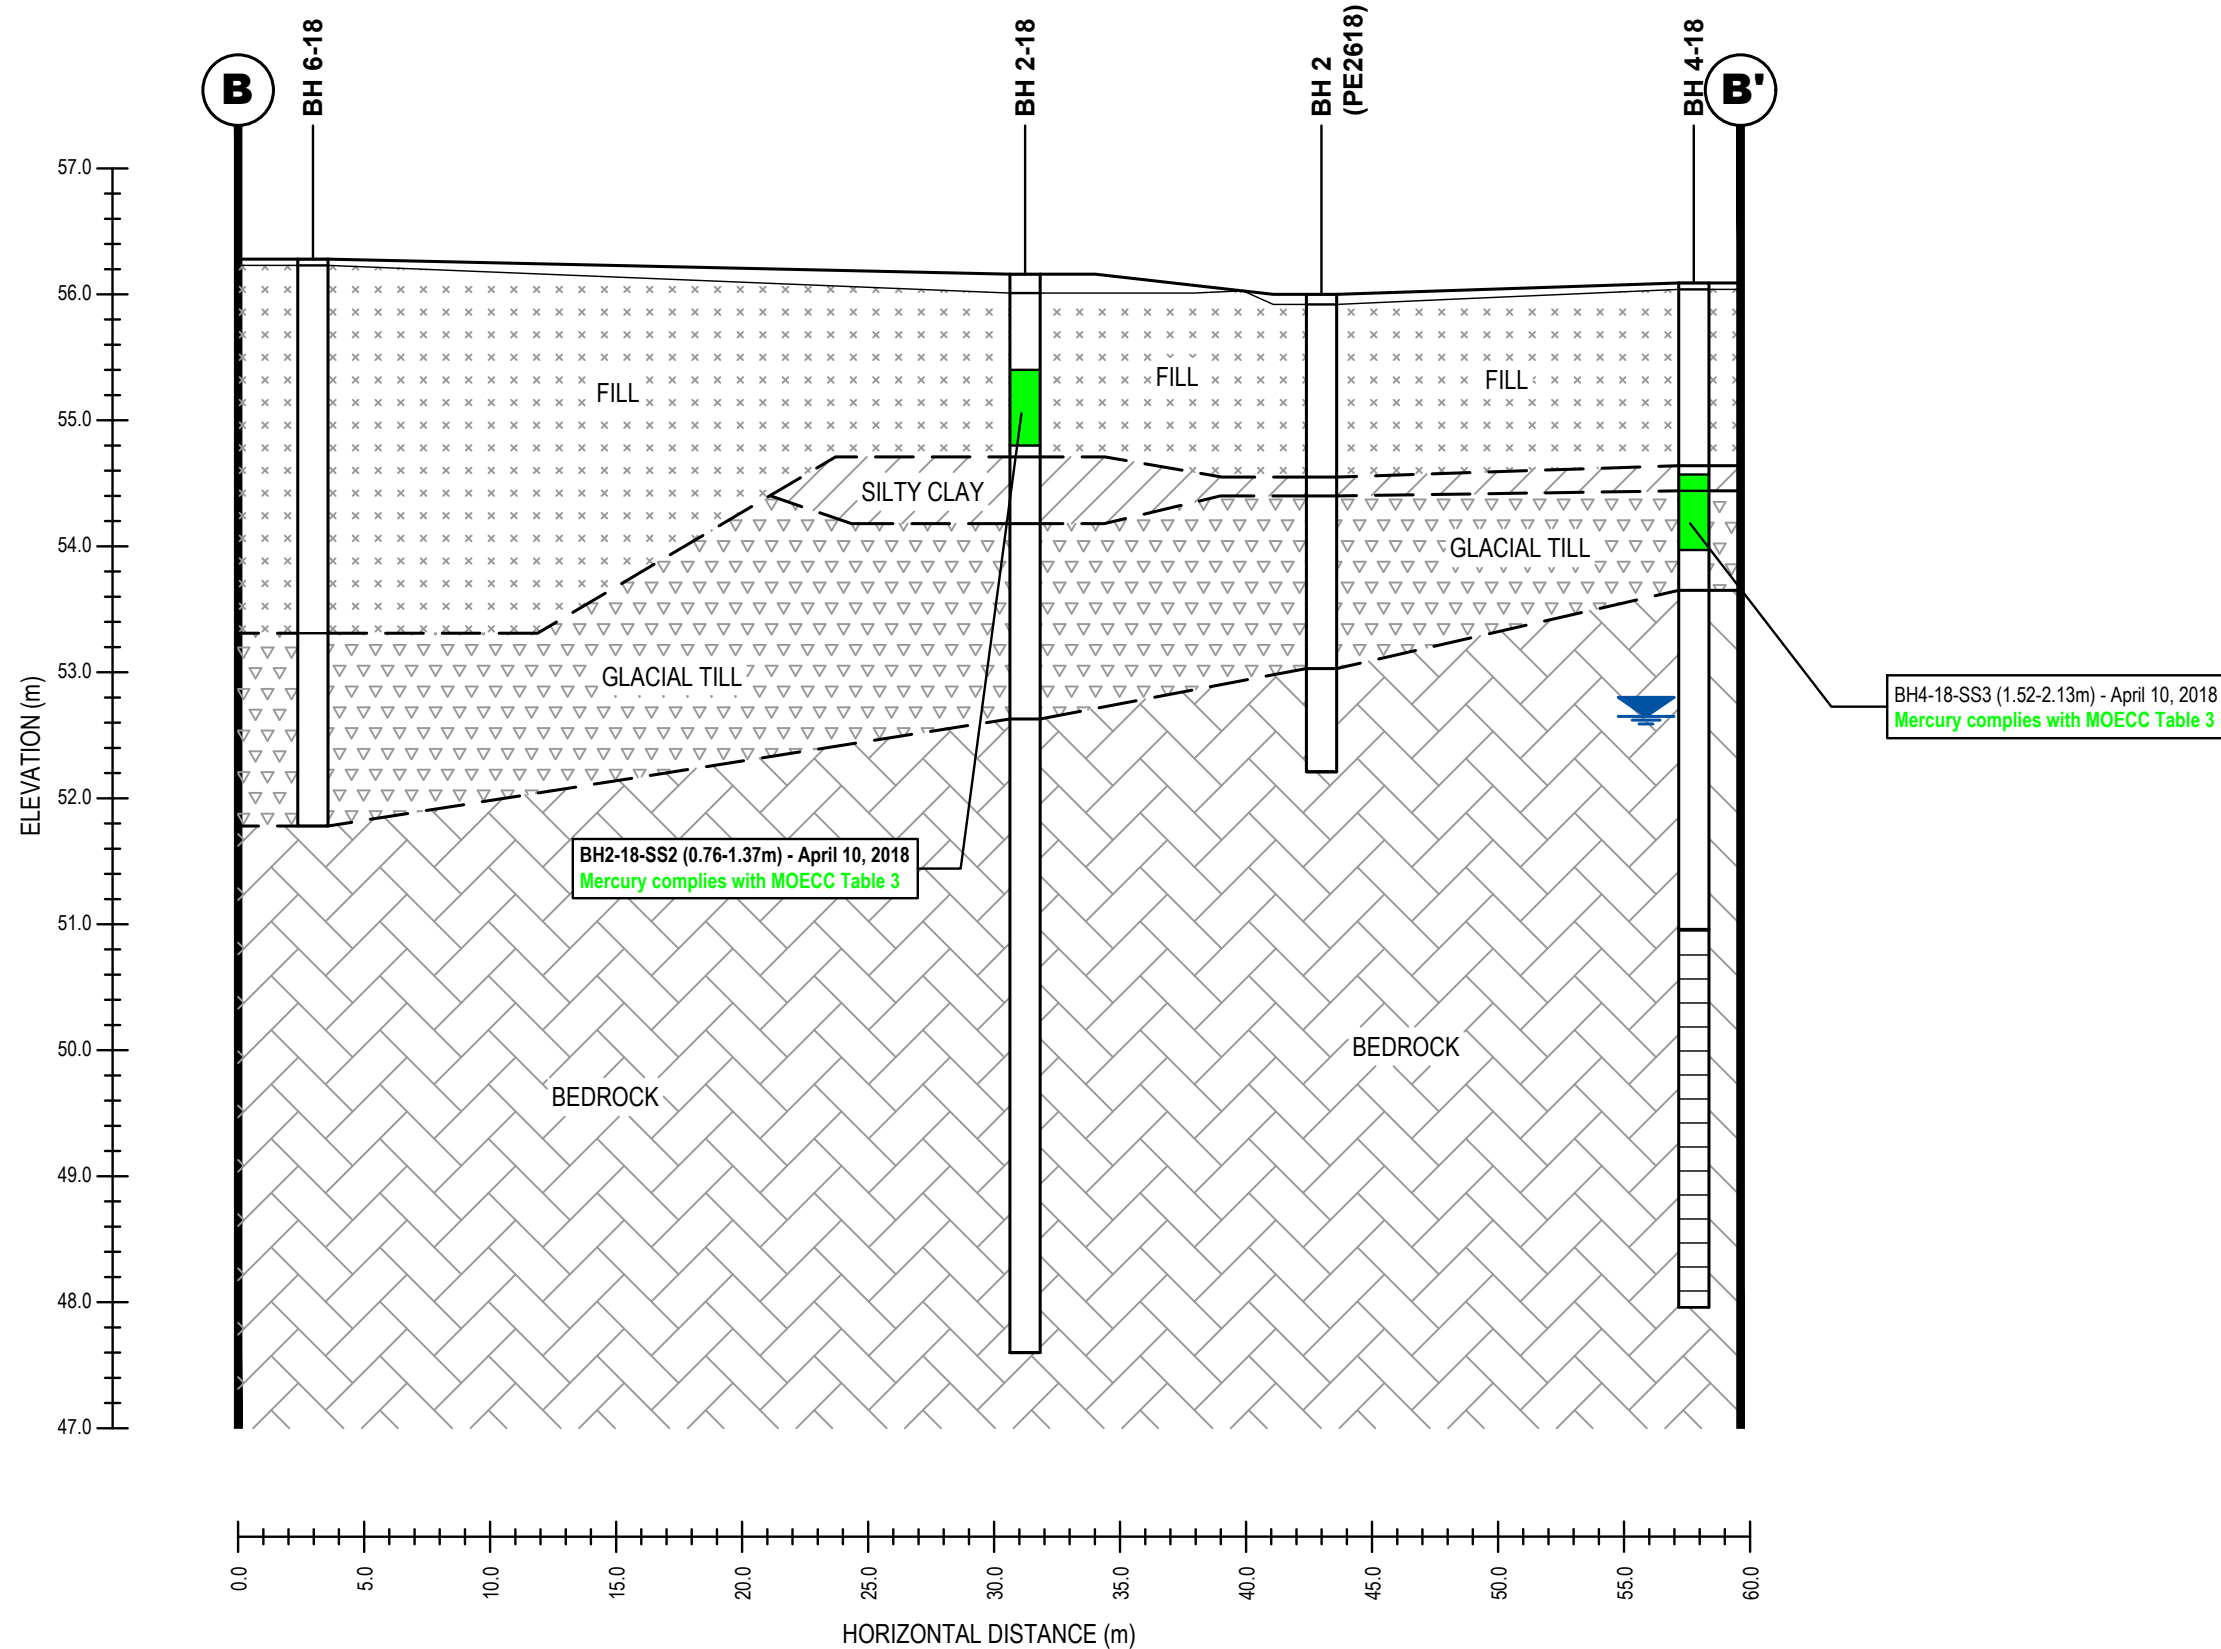 B
BH 6-18
BH 2-18
BH 2
(PE2618)
BH 4-18
B'
57.0
56.0
55.0
54.0
53.0
52.0
51.0
50.0
49.0
48.0
47.0
ELEVATION (m)
FILL
FILL
FILL
SILTY CLAY
GLACIAL TILL
GLACIAL TILL
BH4-18-SS3 (1.52-2.13m) - April 10, 2018
Mercury complies with MOECC Table 3
BH2-18-SS2 (0.76-1.37m) - April 10, 2018
Mercury complies with MOECC Table 3
BEDROCK
BEDROCK
0.0
5.0
10.0
15.0
20.0
25.0
30.0
35.0
40.0
45.0
50.0
55.0
60.0
HORIZONTAL DISTANCE (m)